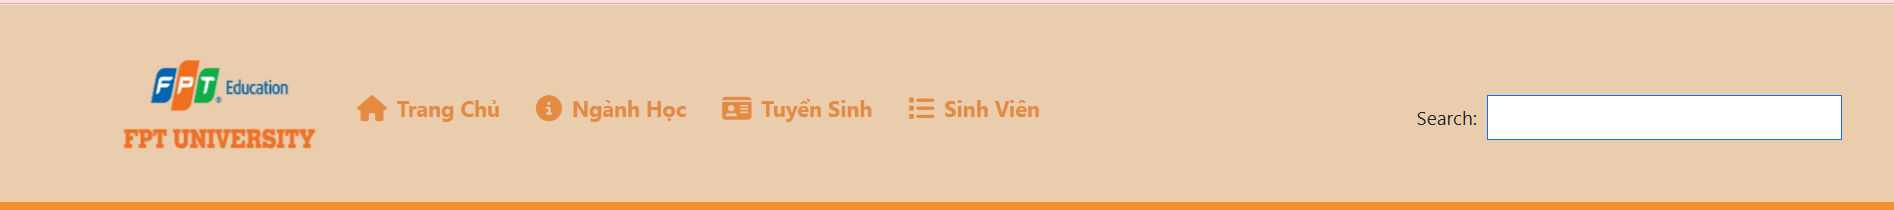 FPT Education
FPT UNIVERSITY
Trang Chủ
Ngành Học
Tuyển Sinh
Sinh Viên
Search: